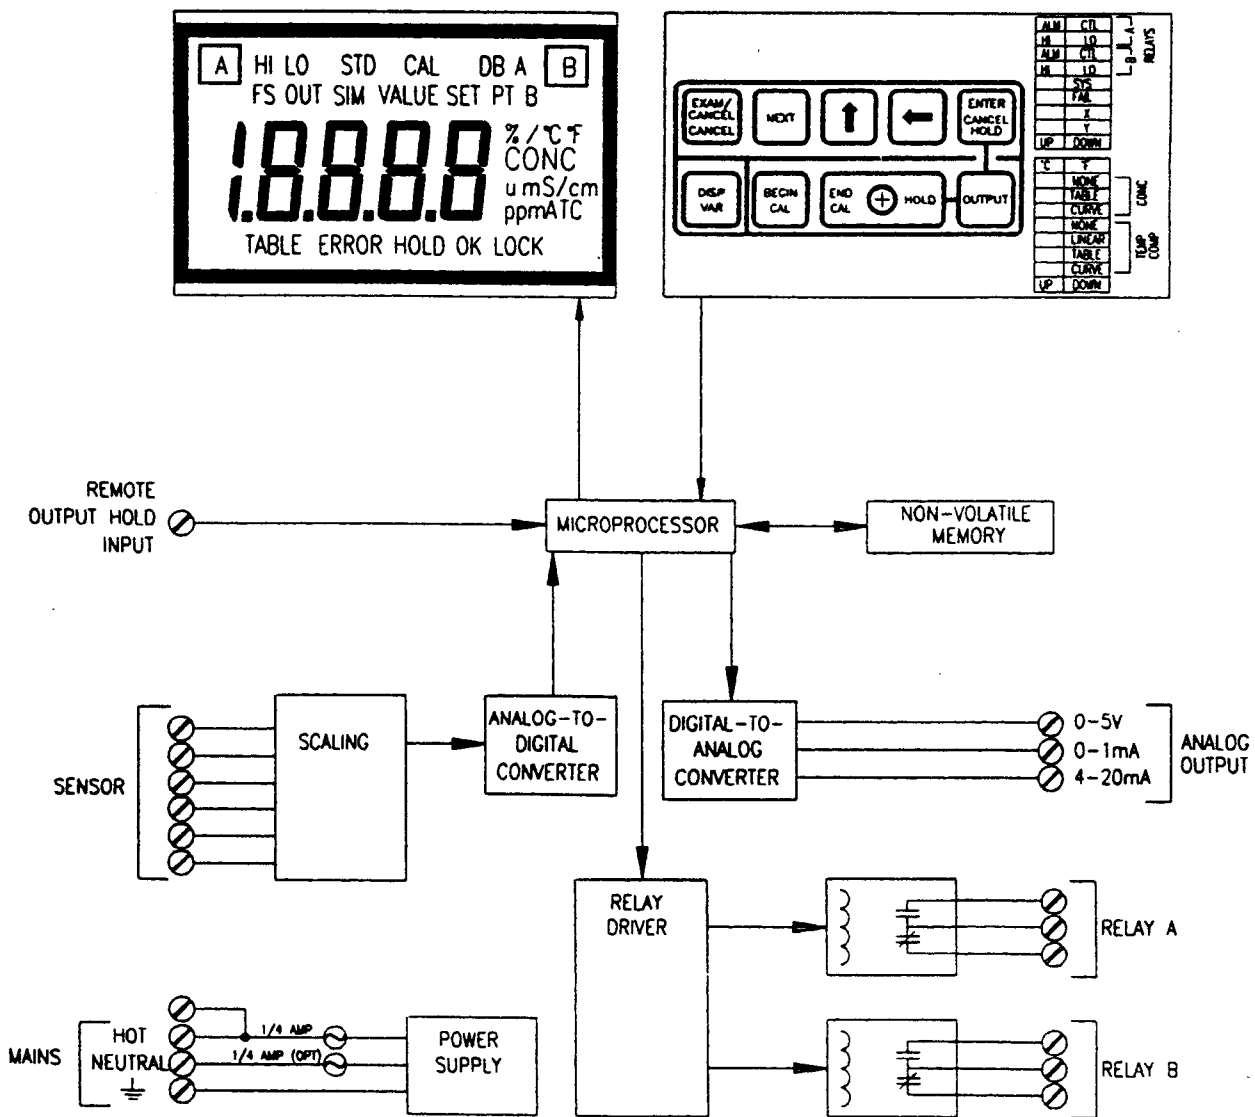 A HI LO STD CAL DB A B
FS OUT SIM VALUE SET PT B
1.8.8.8.8 %/°C °F
CONC
u mS/cm
ppmATC
TABLE ERROR HOLD OK LOCK
EXAM/
CANCEL
CANCEL
NEXT
ENTER
CANCEL
HOLD
DISP
VAR
BEGIN
CAL
END
CAL
HOLD
OUTPUT
ALM CTL
HI LO
ALM CTL
HI LO
SYS
FAIL
X
Y
UP DOWN
A
B
RELAYS
°C °F
NONE
TABLE
CURVE
CONC
NONE
LINEAR
TABLE
CURVE
TEMP
COMP
UP DOWN
REMOTE
OUTPUT HOLD
INPUT
MICROPROCESSOR
NON-VOLATILE
MEMORY
SENSOR
SCALING
ANALOG-TO-
DIGITAL
CONVERTER
DIGITAL-TO-
ANALOG
CONVERTER
0-5V
0-1mA
4-20mA
ANALOG
OUTPUT
RELAY
DRIVER
RELAY A
RELAY B
MAINS
HOT
NEUTRAL
1/4 AMP
1/4 AMP (OPT)
POWER
SUPPLY